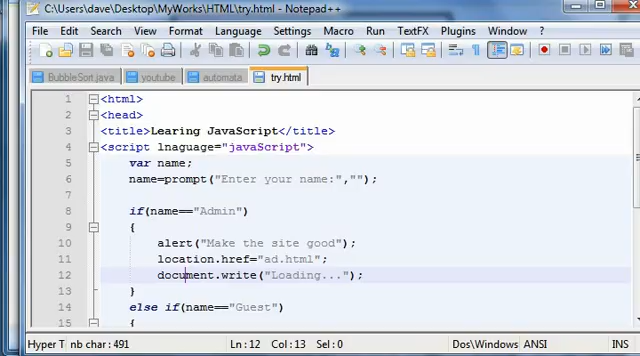 C:\Users\dave\Desktop\MyWorks\HTML\try.html - Notepad++
File Edit Search View Encoding Language Settings Macro Run TextFX Plugins Window ?
BubbleSort.java youtube automata try.html
1 <html>
2 <head>
3 <title>Learing JavaScript</title>
4 <script lnaguage="javaScript">
5 var name;
6 name=prompt("Enter your name:","");
7
8 if(name=="Admin")
9 {
10 alert("Make the site good");
11 location.href="ad.html";
12 document.write("Loading...");
13 }
14 else if(name=="Guest")
15 {
Hyper T nb char : 491 Ln : 12 Col : 13 Sel : 0 Dos\Windows ANSI INS